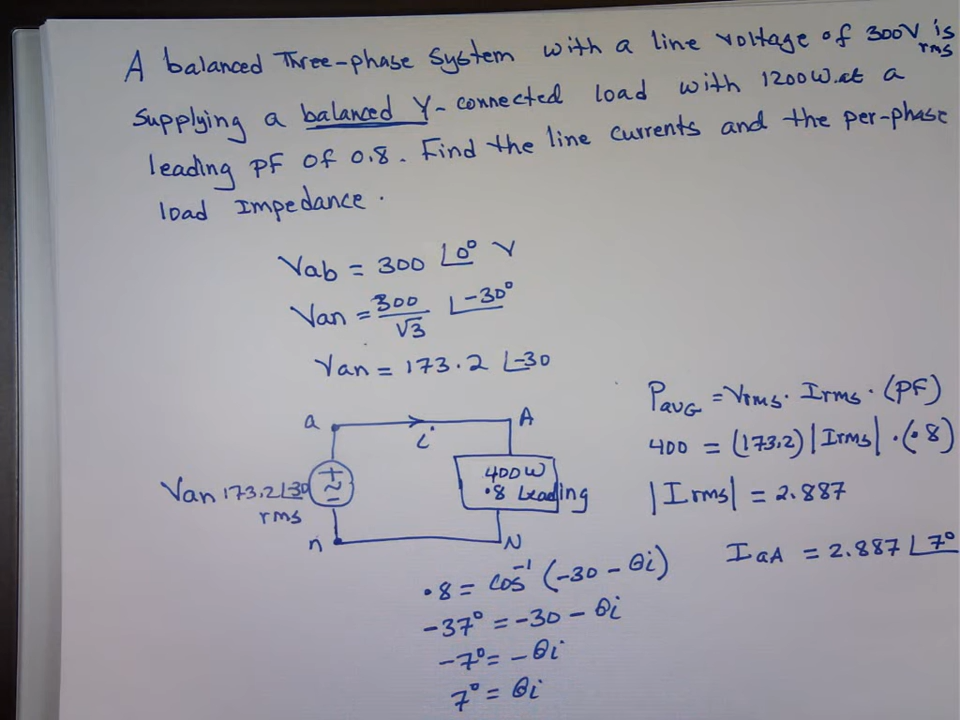 A balanced Three-phase System with a line voltage of 300V is
rms
Supplying a balanced Y-connected load with 1200W at a
leading PF of 0.8. Find the line currents and the per-phase
load Impedance.
Vab = 300 ∠0° V
Van = 300/√3 ∠-30°
Van = 173.2 ∠-30
a
i
A
Van 173.2∠30
rms
+
~
-
400W
.8 Leading
n
N
.8 = cos⁻¹ (-30 - θi)
-37° = -30 - θi
-7° = -θi
7° = θi
PAVG = Vrms. Irms. (PF)
400 = (173.2) |Irms| . (.8)
|Irms| = 2.887
IaA = 2.887 ∠7°